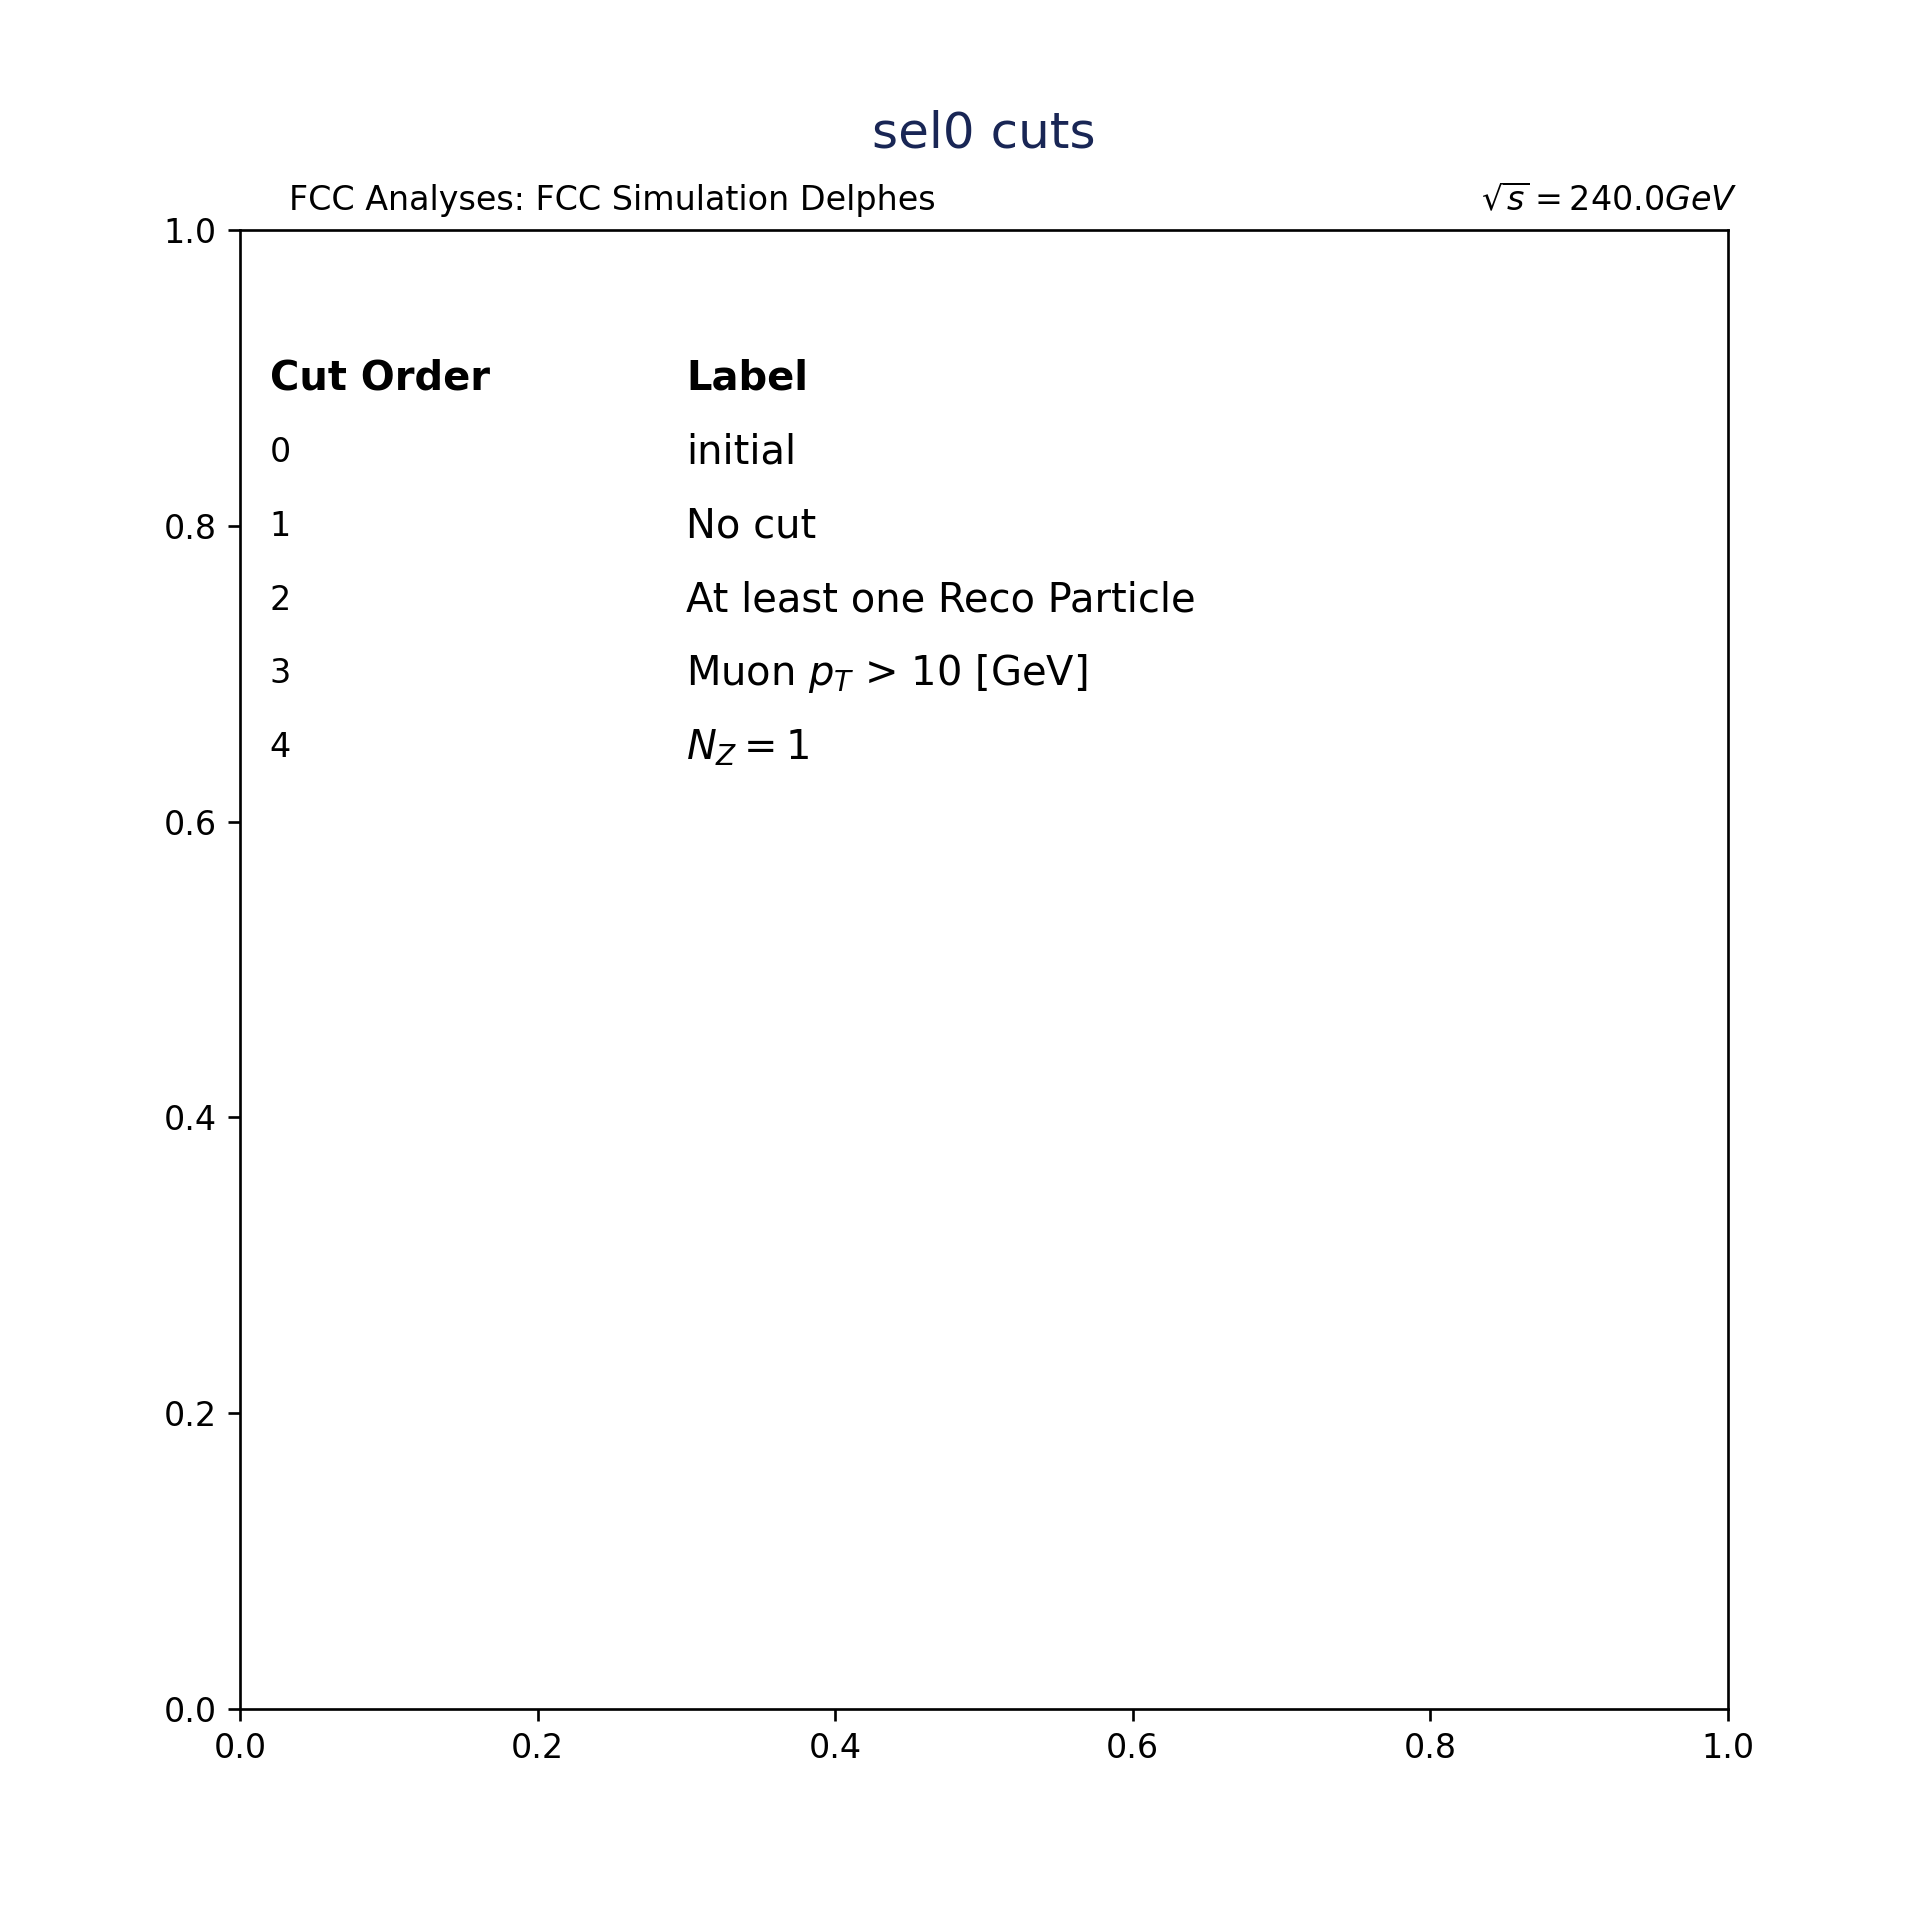 sel0 cuts
FCC Analyses: FCC Simulation Delphes √s = 240.0GeV
1.0
Cut Order Label
0 initial
0.8 1 No cut
2 At least one Reco Particle
3 Muon p_T > 10 [GeV]
4 N_Z = 1
0.6
0.4
0.2
0.0
0.0 0.2 0.4 0.6 0.8 1.0